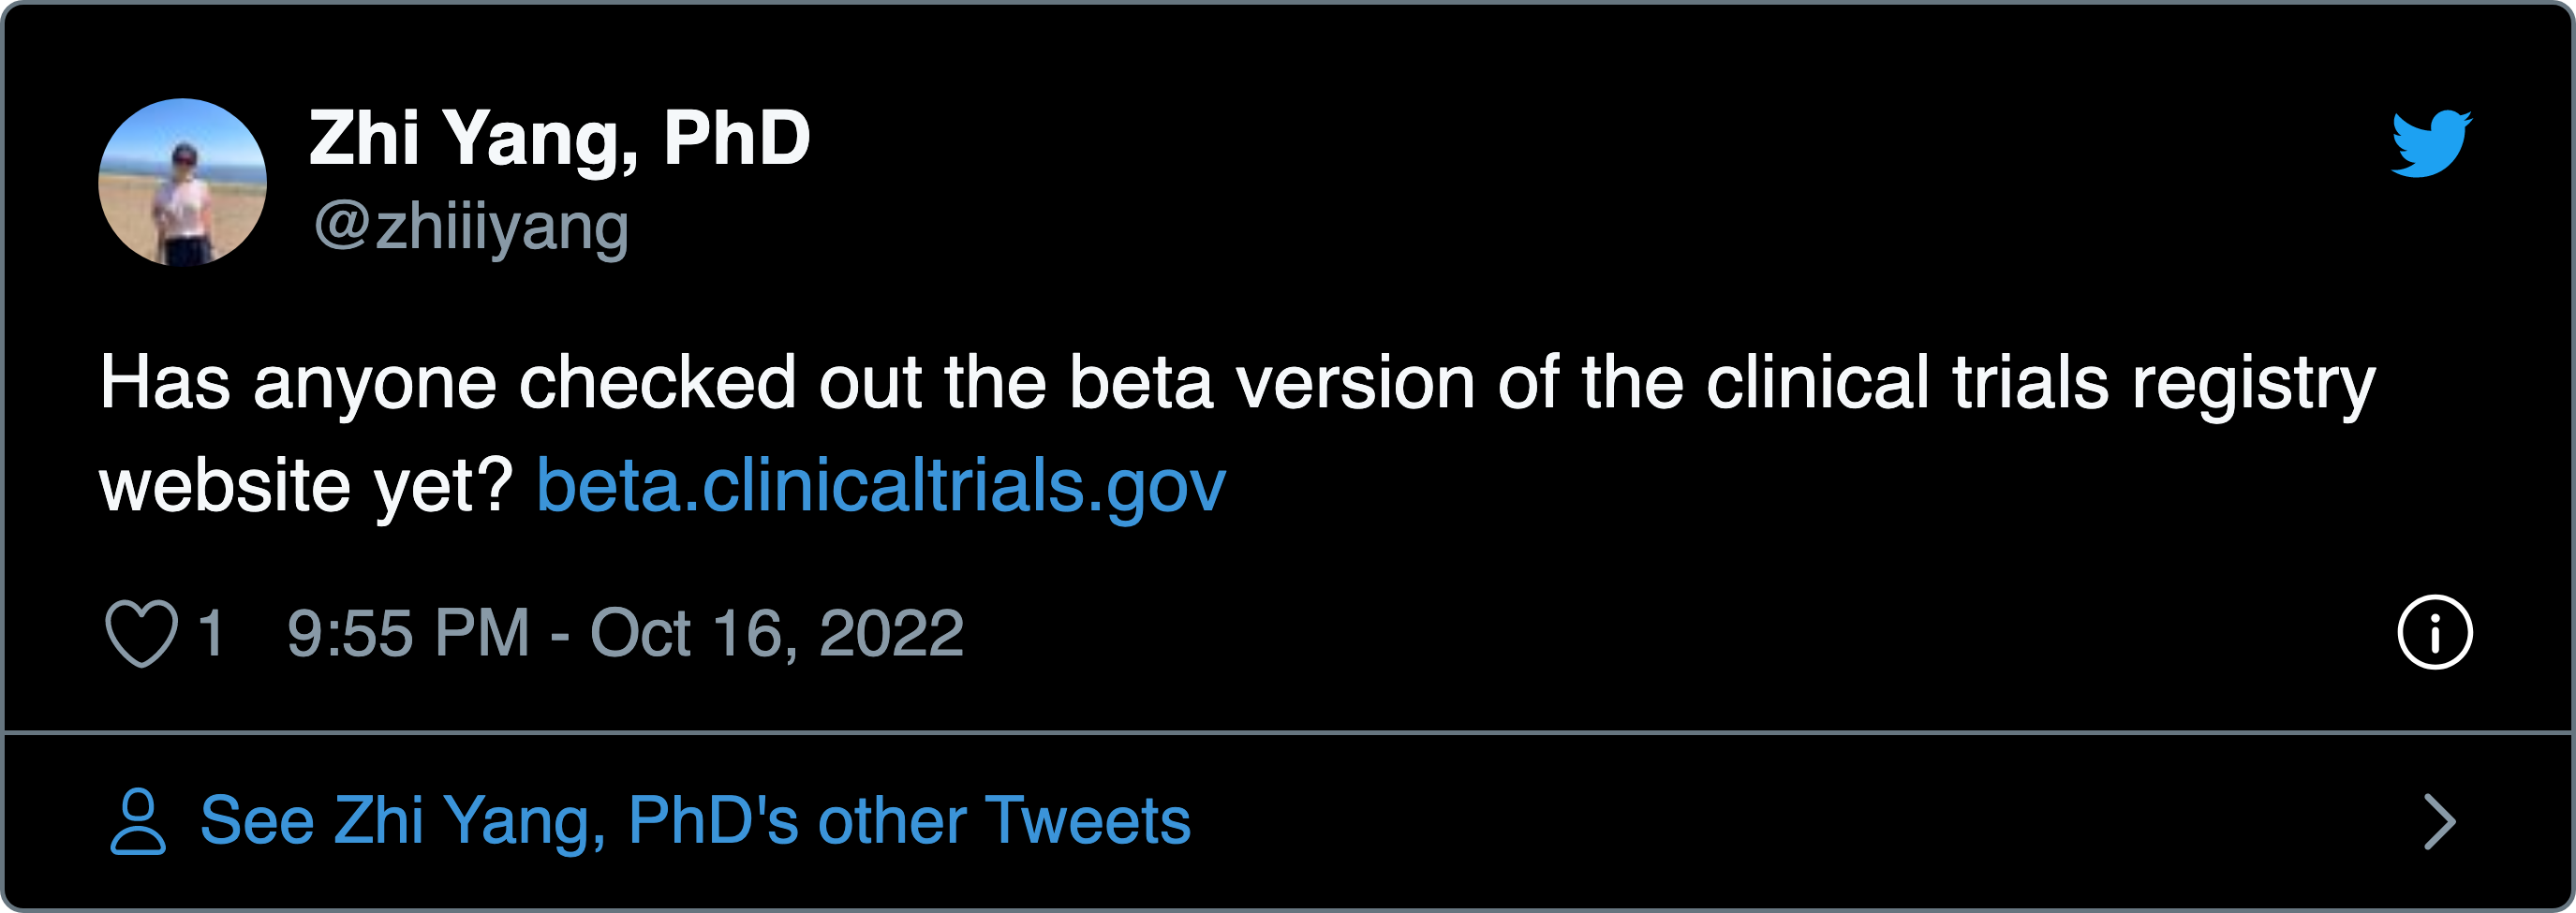 Zhi Yang, PhD
@zhiiiyang
Has anyone checked out the beta version of the clinical trials registry
website yet? beta.clinicaltrials.gov
1 9:55 PM - Oct 16, 2022
See Zhi Yang, PhD's other Tweets